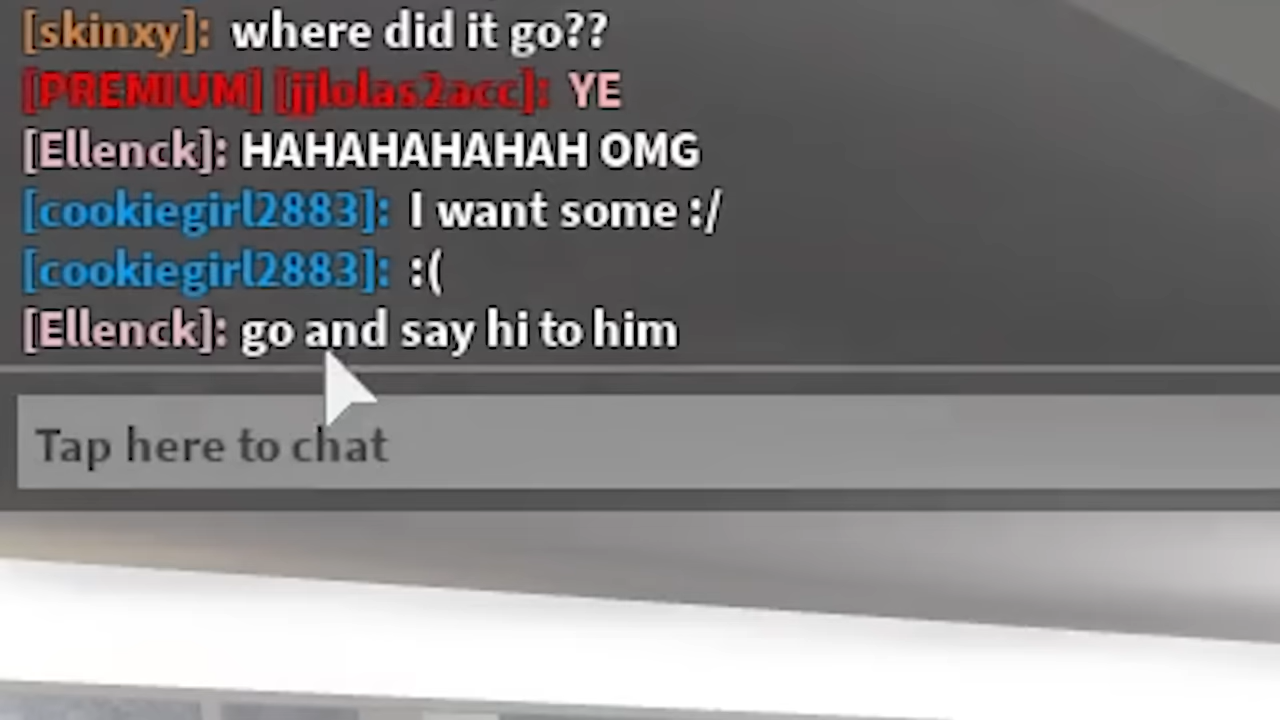 [skinxy]: where did it go??
[PREMIUM] [jjlolas2acc]: YE
[Ellenck]: HAHAHAHAHAH OMG
[cookiegirl2883]: I want some :/
[cookiegirl2883]: :(
[Ellenck]: go and say hi to him
Tap here to chat